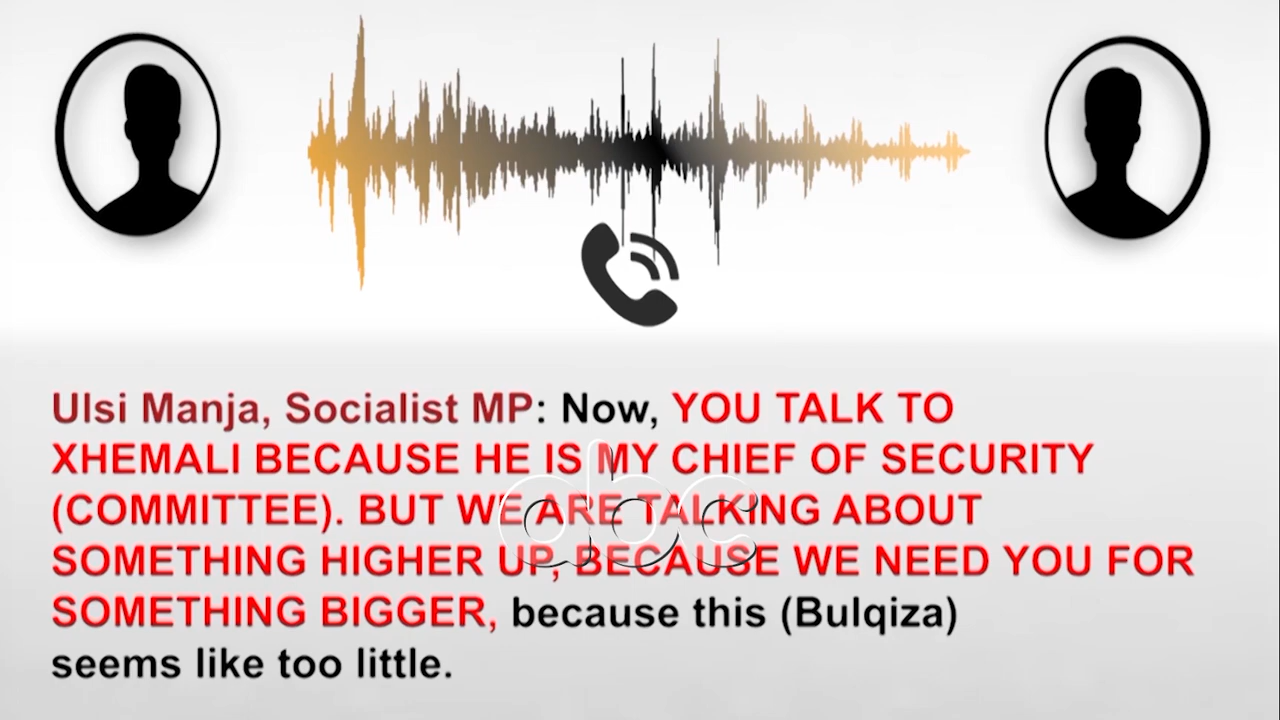 Ulsi Manja, Socialist MP: Now, YOU TALK TO
XHEMALI BECAUSE HE IS MY CHIEF OF SECURITY
(COMMITTEE). BUT WE ARE TALKING ABOUT
SOMETHING HIGHER UP, BECAUSE WE NEED YOU FOR
SOMETHING BIGGER, because this (Bulqiza)
seems like too little.
abc